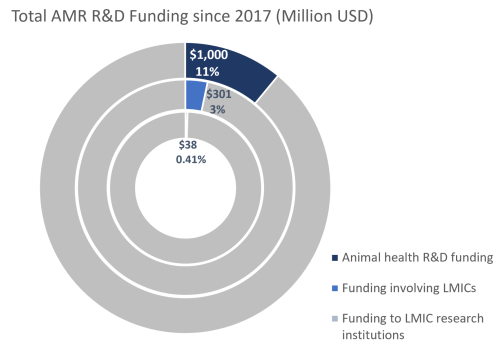 Total AMR R&D Funding since 2017 (Million USD)
$1,000
11%
$301
3%
$38
0.41%
Animal health R&D funding
Funding involving LMICs
Funding to LMIC research
institutions